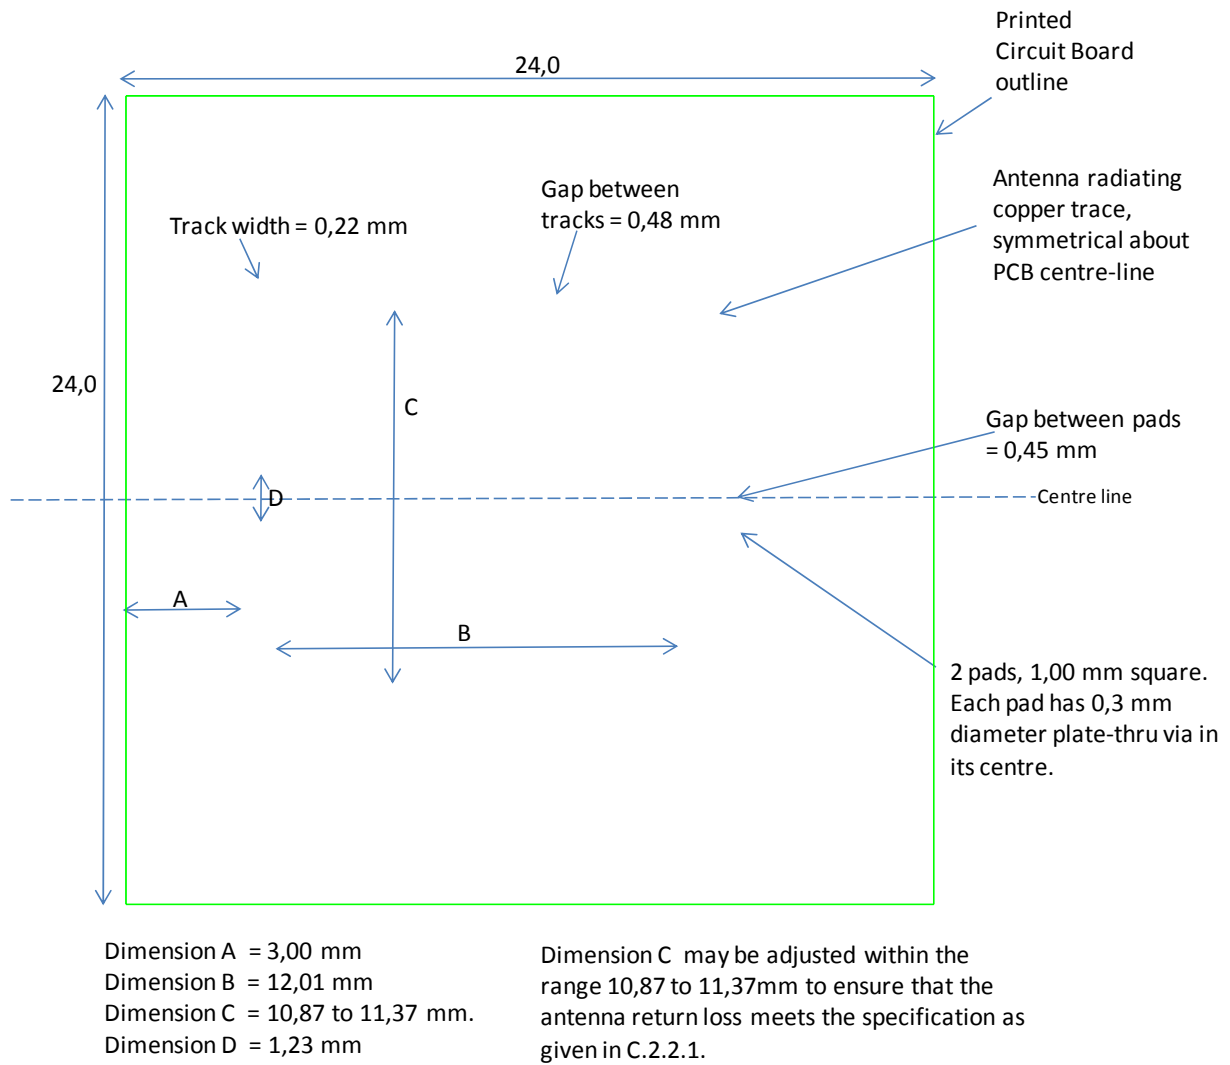 Printed
Circuit Board
outline
24,0
Antenna radiating
copper trace,
symmetrical about
PCB centre-line
Gap between
tracks = 0,48 mm
Track width = 0,22 mm
24,0
C
Gap between pads
= 0,45 mm
D
Centre line
A
B
2 pads, 1,00 mm square.
Each pad has 0,3 mm
diameter plate-thru via in
its centre.
Dimension A = 3,00 mm
Dimension B = 12,01 mm
Dimension C = 10,87 to 11,37 mm.
Dimension D = 1,23 mm
Dimension C may be adjusted within the
range 10,87 to 11,37mm to ensure that the
antenna return loss meets the specification as
given in C.2.2.1.